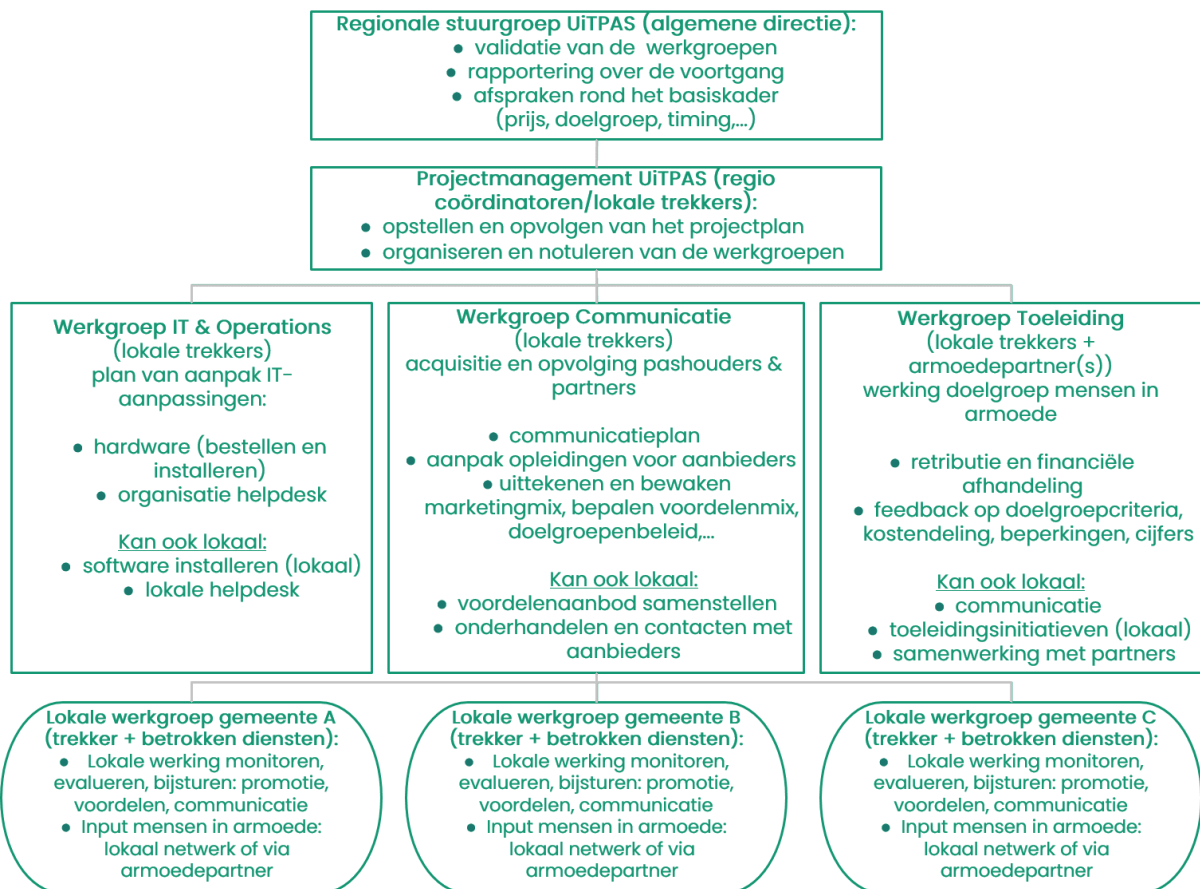 Regionale stuurgroep UiTPAS (algemene directie):
● validatie van de werkgroepen
● rapportering over de voortgang
● afspraken rond het basiskader
(prijs, doelgroep, timing,...)
Projectmanagement UiTPAS (regio
coördinatoren/lokale trekkers):
● opstellen en opvolgen van het projectplan
● organiseren en notuleren van de werkgroepen
Werkgroep IT & Operations
(lokale trekkers)
plan van aanpak IT-
aanpassingen:
● hardware (bestellen en
installeren)
● organisatie helpdesk
Kan ook lokaal:
● software installeren (lokaal)
● lokale helpdesk
Werkgroep Communicatie
(lokale trekkers)
acquisitie en opvolging pashouders &
partners
● communicatieplan
● aanpak opleidingen voor aanbieders
● uittekenen en bewaken
marketingmix, bepalen voordelenmix,
doelgroepenbeleid,...
Kan ook lokaal:
● voordelenaanbod samenstellen
● onderhandelen en contacten met
aanbieders
Werkgroep Toeleiding
(lokale trekkers +
armoedepartner(s))
werking doelgroep mensen in
armoede
● retributie en financiële
afhandeling
● feedback op doelgroepcriteria,
kostendeling, beperkingen, cijfers
Kan ook lokaal:
● communicatie
● toeleidingsinitiatieven (lokaal)
● samenwerking met partners
Lokale werkgroep gemeente A
(trekker + betrokken diensten):
● Lokale werking monitoren,
evalueren, bijsturen: promotie,
voordelen, communicatie
● Input mensen in armoede:
lokaal netwerk of via
armoedepartner
Lokale werkgroep gemeente B
(trekker + betrokken diensten):
● Lokale werking monitoren,
evalueren, bijsturen: promotie,
voordelen, communicatie
● Input mensen in armoede:
lokaal netwerk of via
armoedepartner
Lokale werkgroep gemeente C
(trekker + betrokken diensten):
● Lokale werking monitoren,
evalueren, bijsturen: promotie,
voordelen, communicatie
● Input mensen in armoede:
lokaal netwerk of via
armoedepartner